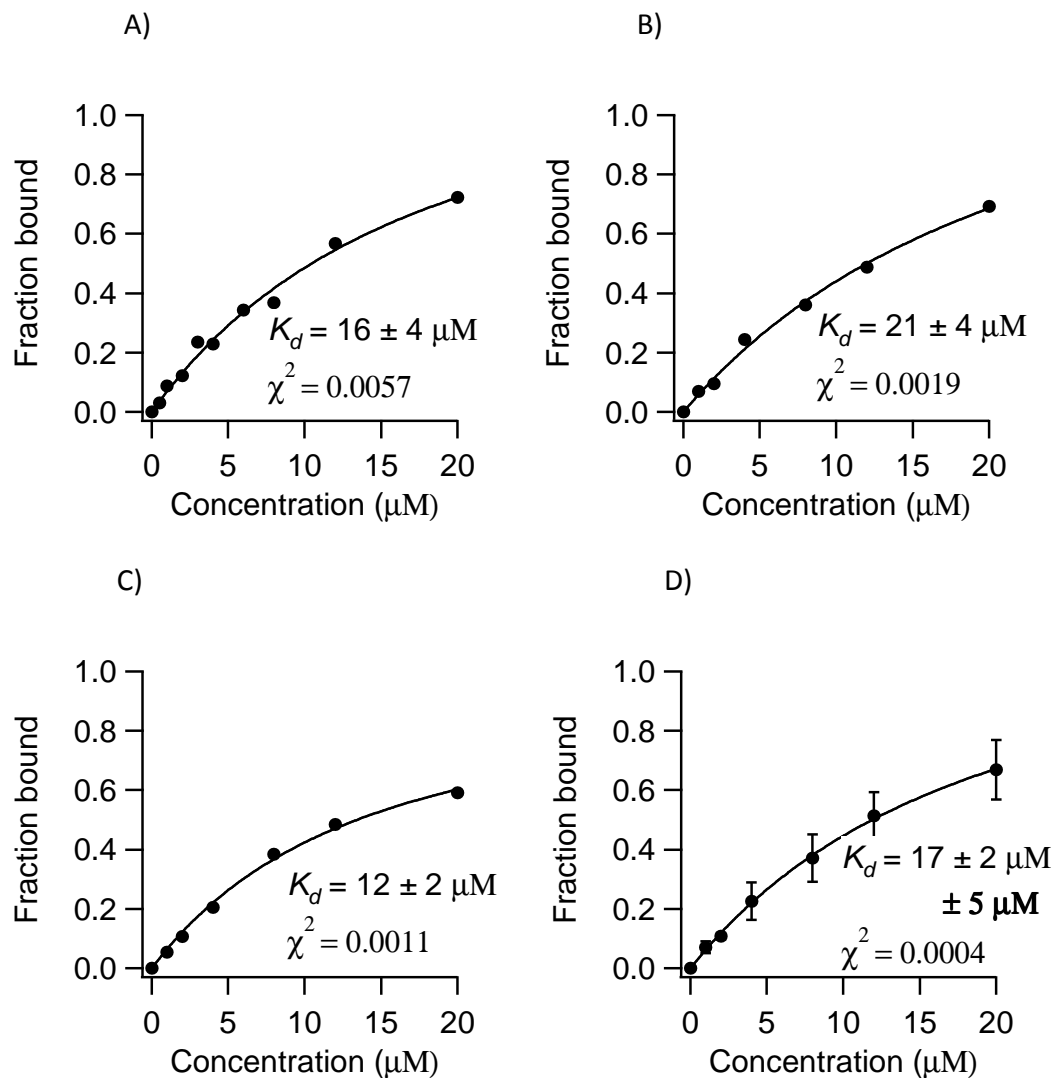 A)
1.0
0.8
0.6
0.4
0.2
0.0
Fraction bound
K_d = 16 ± 4 μM
χ² = 0.0057
0 5 10 15 20
Concentration (μM)
B)
1.0
0.8
0.6
0.4
0.2
0.0
Fraction bound
K_d = 21 ± 4 μM
χ² = 0.0019
0 5 10 15 20
Concentration (μM)
C)
1.0
0.8
0.6
0.4
0.2
0.0
Fraction bound
K_d = 12 ± 2 μM
χ² = 0.0011
0 5 10 15 20
Concentration (μM)
D)
1.0
0.8
0.6
0.4
0.2
0.0
Fraction bound
K_d = 17 ± 2 μM
± 5 μM
χ² = 0.0004
0 5 10 15 20
Concentration (μM)